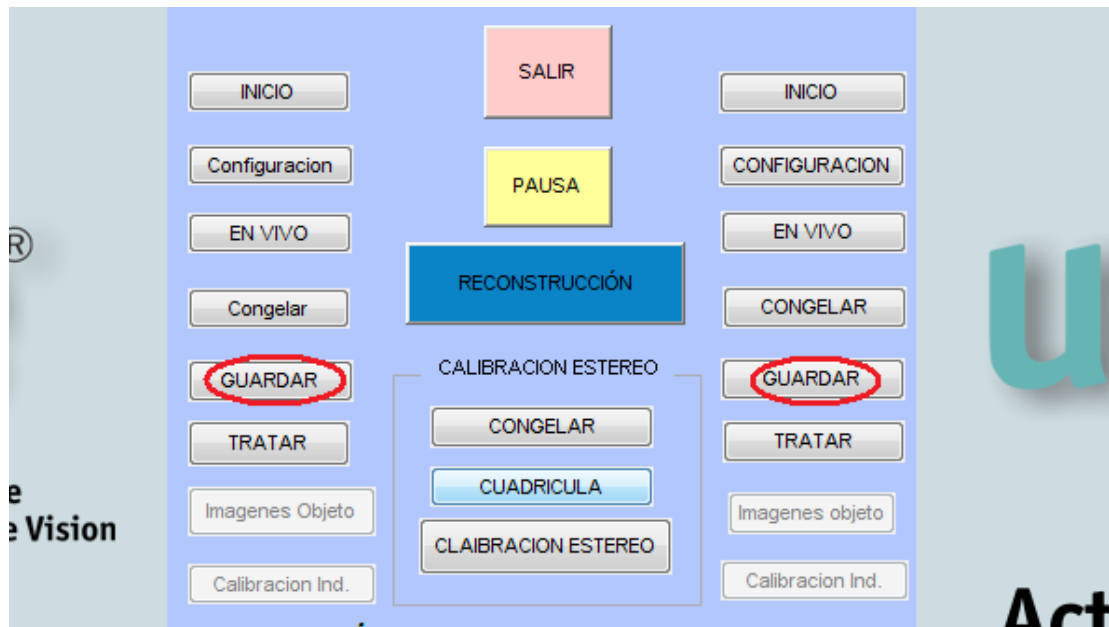 SALIR
INICIO
INICIO
Configuracion
PAUSA
CONFIGURACION
EN VIVO
EN VIVO
®
RECONSTRUCCIÓN
Congelar
CONGELAR
GUARDAR
CALIBRACION ESTEREO
GUARDAR
TRATAR
CONGELAR
TRATAR
CUADRICULA
Imagenes Objeto
Imagenes objeto
e Vision
CLAIBRACION ESTEREO
Calibracion Ind.
Calibracion Ind.